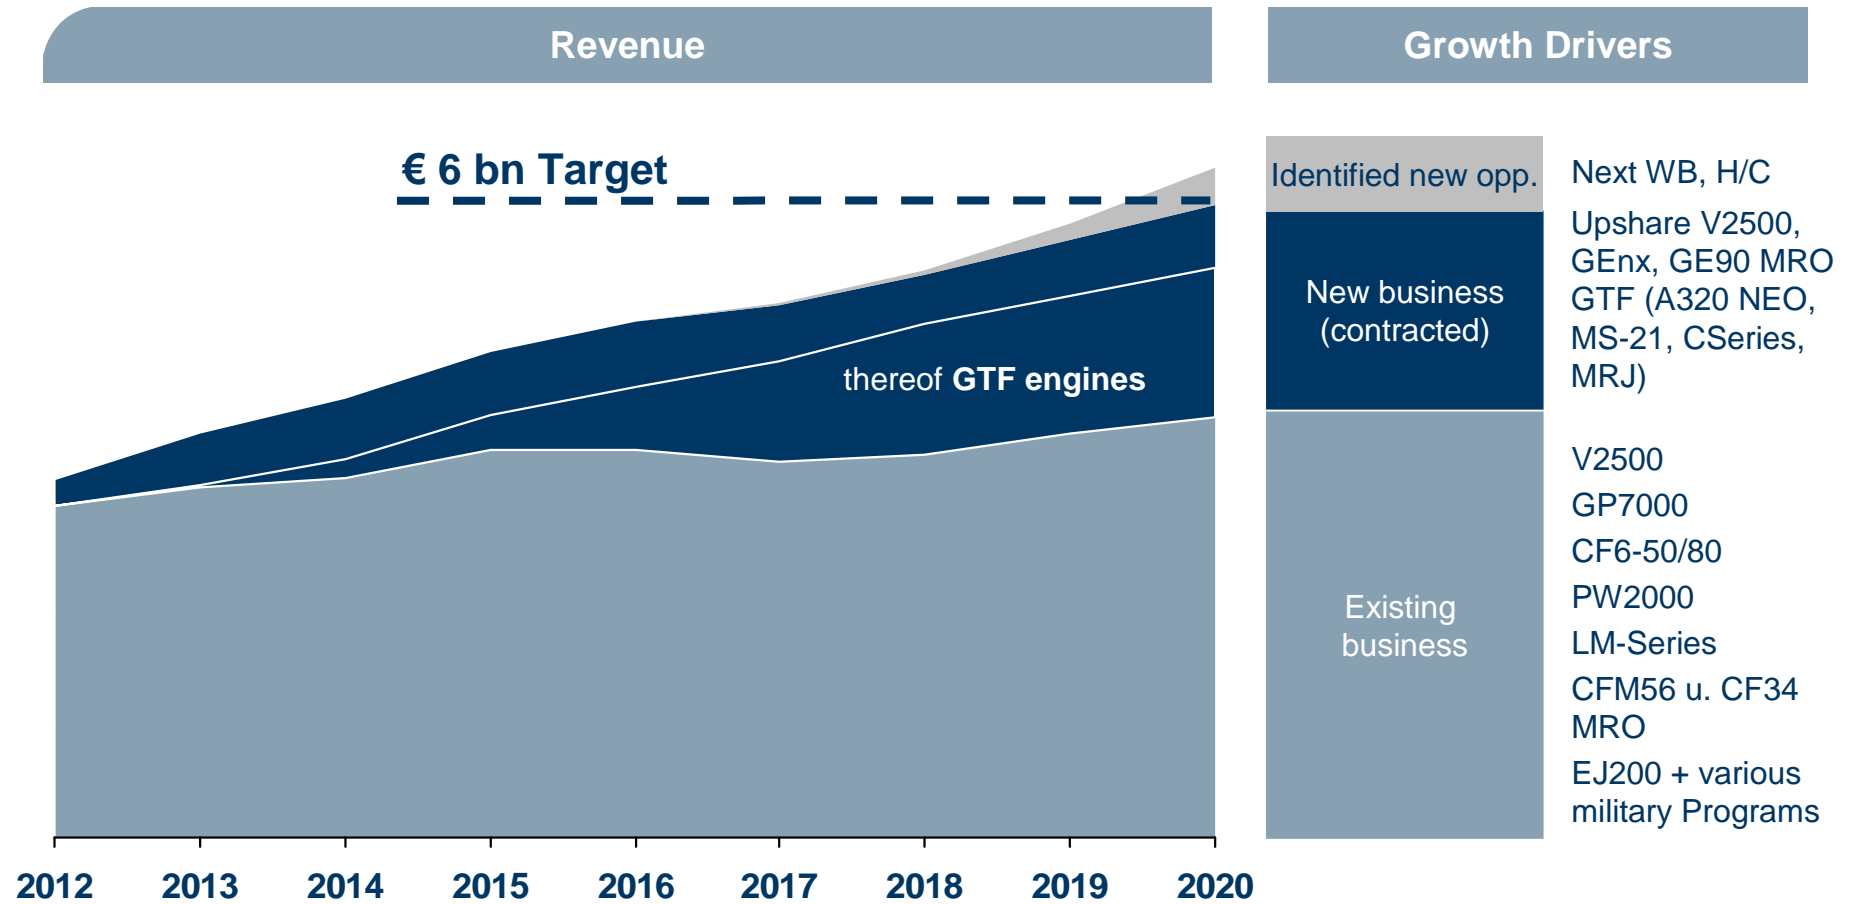 Revenue
Growth Drivers
€ 6 bn Target
thereof GTF engines
2012 2013 2014 2015 2016 2017 2018 2019 2020
Identified new opp.
New business
(contracted)
Existing
business
Next WB, H/C
Upshare V2500,
GEnx, GE90 MRO
GTF (A320 NEO,
MS-21, CSeries,
MRJ)
V2500
GP7000
CF6-50/80
PW2000
LM-Series
CFM56 u. CF34
MRO
EJ200 + various
military Programs